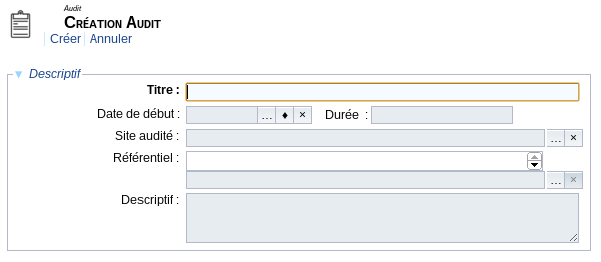 Audit
Création Audit
Créer Annuler
Descriptif
Titre :
Date de début : ... ♦ × Durée :
Site audité : ... ×
Référentiel :
... ×
Descriptif :